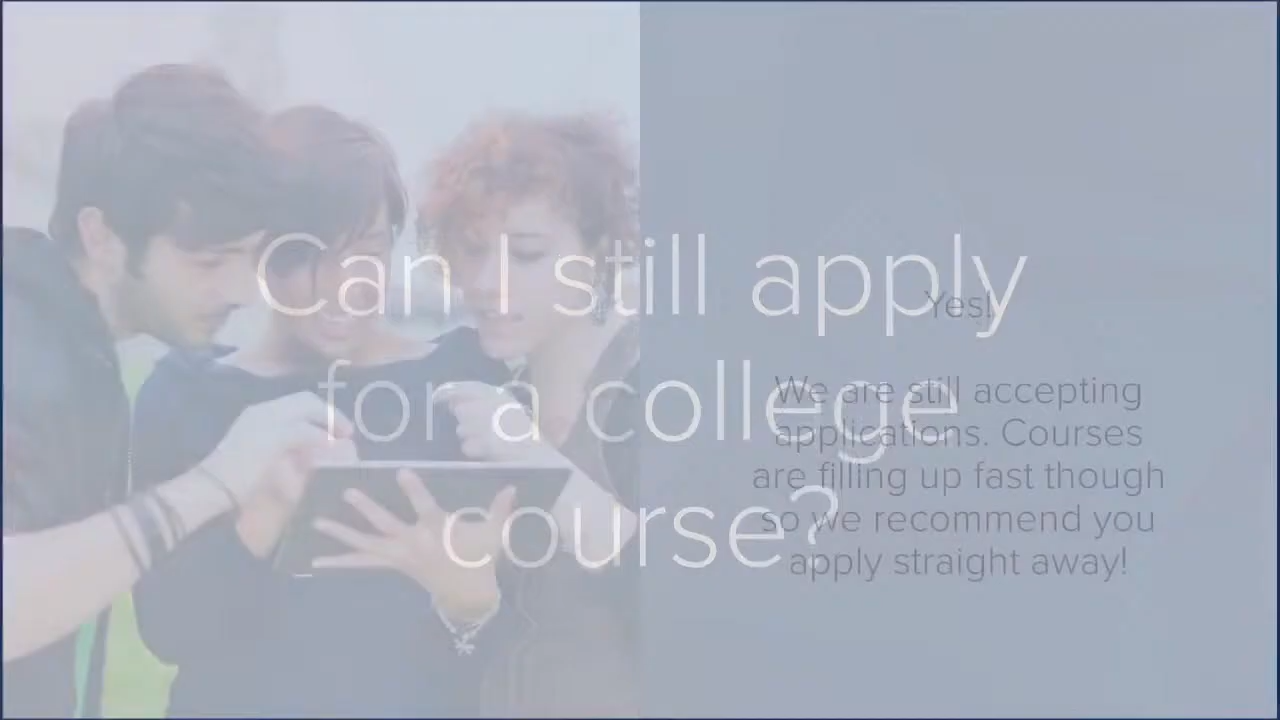 Can I still apply
for a college
course?
Yes!
We are still accepting
applications. Courses
are filling up fast though
so we recommend you
apply straight away!